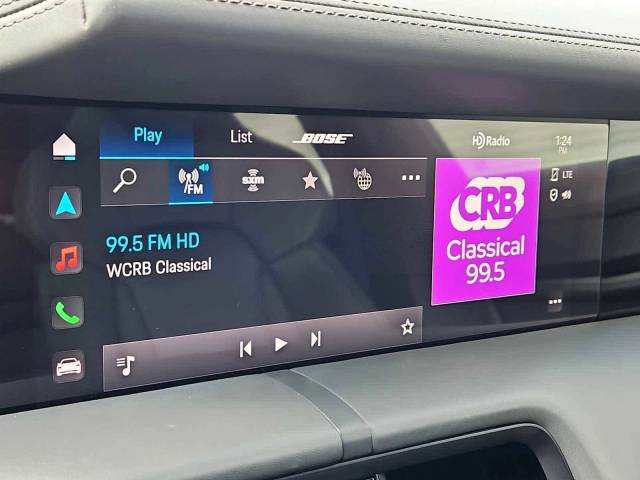 Play
List
BOSE
HD Radio
1:24
PM
/FM
sxm
LTE
99.5 FM HD
WCRB Classical
CRB
Classical
99.5